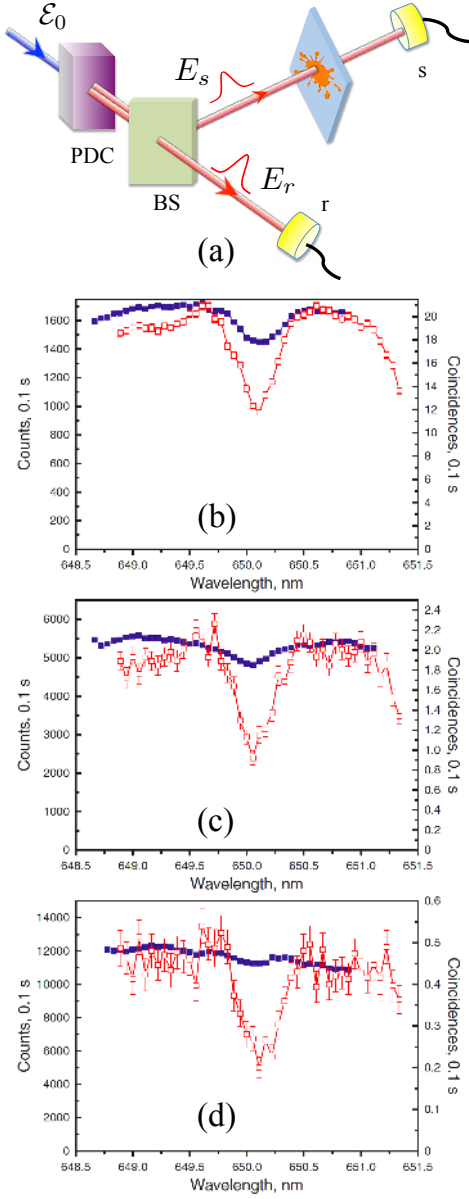 ℰ₀
Eₛ
s
PDC
BS
Eᵣ
r
(a)
1600
1400
1200
1000
800
600
400
200
0
Counts, 0.1 s
20
18
16
14
12
10
8
6
4
2
0
Coincidences, 0.1 s
(b)
648.5 649.0 649.5 650.0 650.5 651.0 651.5
Wavelength, nm
6000
5000
4000
3000
2000
1000
0
Counts, 0.1 s
2.4
2.2
2.0
1.8
1.6
1.4
1.2
1.0
0.8
0.6
0.4
0.2
0
Coincidences, 0.1 s
(c)
648.5 649.0 649.5 650.0 650.5 651.0 651.5
Wavelength, nm
14000
12000
10000
8000
6000
4000
2000
0
Counts, 0.1 s
0.6
0.5
0.4
0.3
0.2
0.1
0
Coincidences, 0.1 s
(d)
648.5 649.0 649.5 650.0 650.5 651.0 651.5
Wavelength, nm